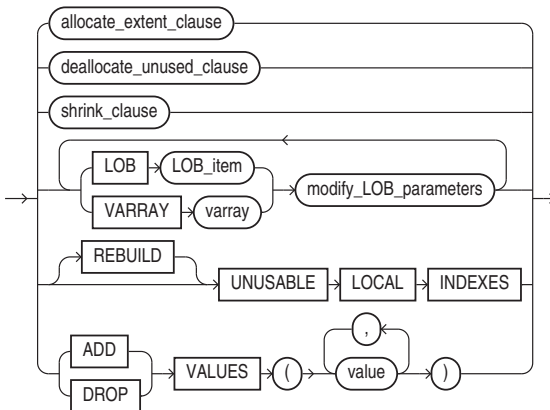 allocate_extent_clause
deallocate_unused_clause
shrink_clause
LOB LOB_item
VARRAY varray
modify_LOB_parameters
REBUILD
UNUSABLE LOCAL INDEXES
ADD
DROP
VALUES ( value , )